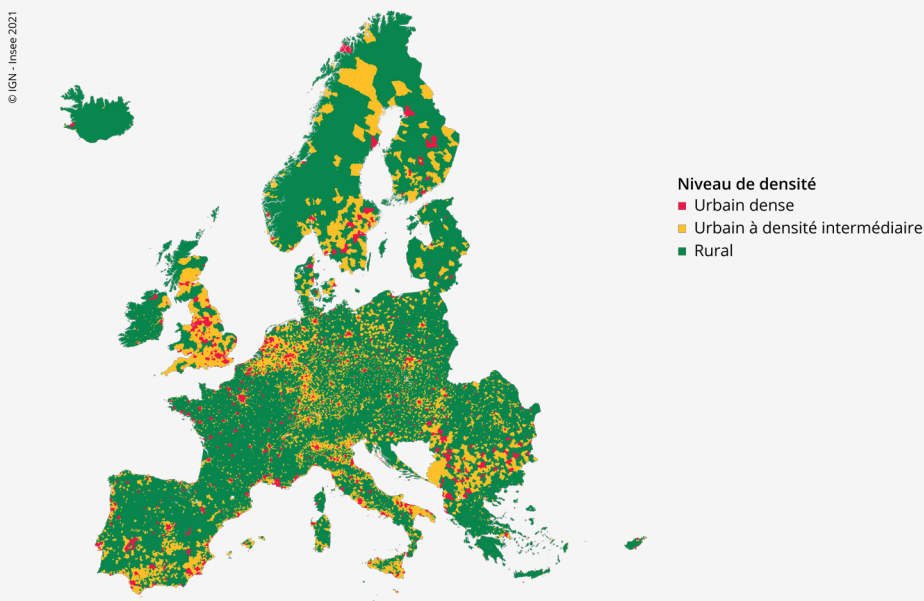 © IGN - Insee 2021
Niveau de densité
Urbain dense
Urbain à densité intermédiaire
Rural